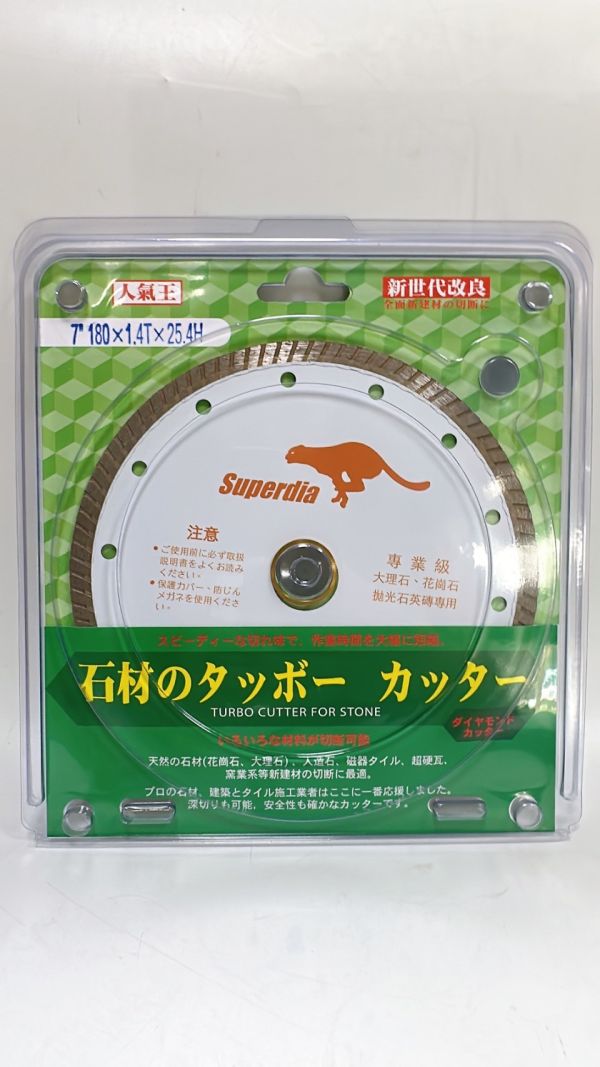 人氣王
新世代改良
全面新建材の切断に
7" 180×1.4T×25.4H
Superdia
注意
●ご使用前に必ず取扱
説明書をよくお読み
ください。
●保護カバー、防じん
メガネを使用くださ
い。
專業級
大理石、花崗石
拋光石英磚專用
スピーディーな切れ味で、作業時間を大幅に短縮。
石材のタッボー カッター
TURBO CUTTER FOR STONE
ダイヤモンド
カッター
いろいろな材料が切断可能
天然の石材(花崗石、大理石)、人造石、磁器タイル、超硬瓦、
窯業系等新建材の切断に最適。
プロの石材、建築とタイル施工業者はここに一番応援しました。
深切りも可能，安全性も確かなカッターです。